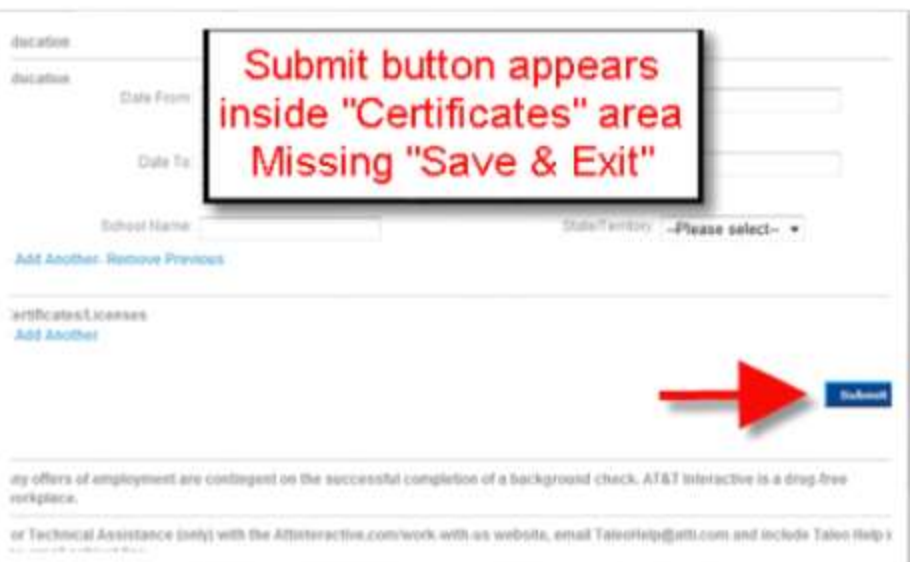 ducation
Submit button appears
inside "Certificates" area
Missing "Save & Exit"
ducation
Date From
Date To
School Name
State/Territory --Please select--
Add Another Remove Previous
ertificates/Licenses
Add Another
Submit
ny offers of employment are contingent on the successful completion of a background check. AT&T Interactive is a drug-free
orkplace.
or Technical Assistance (only) with the Attinteractive.com/work-with-us website, email TaleoHelp@atti.com and include Taleo Help i